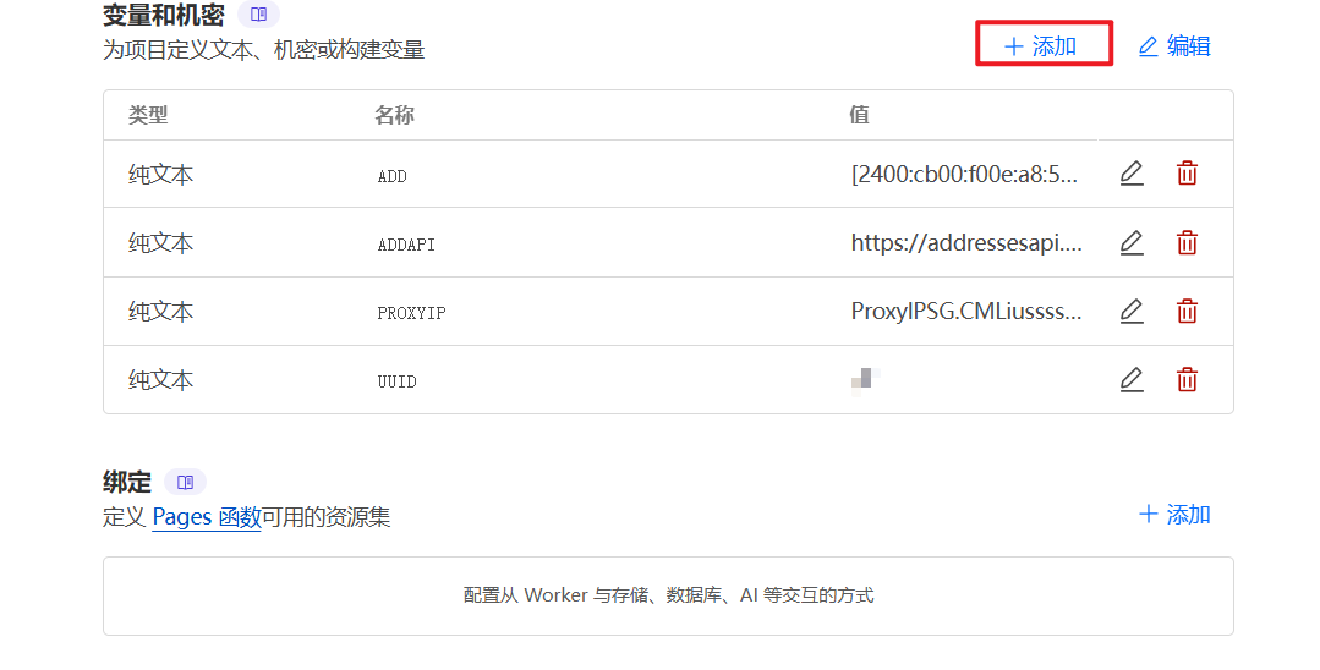 变量和机密
为项目定义文本、机密或构建变量
添加 编辑
类型 名称 值
纯文本 ADD [2400:cb00:f00e:a8:5...
纯文本 ADDAPI https://addressesapi....
纯文本 PROXYIP ProxyIPSG.CMLiussss...
纯文本 UUID
绑定
定义 Pages 函数可用的资源集
添加
配置从 Worker 与存储、数据库、AI 等交互的方式